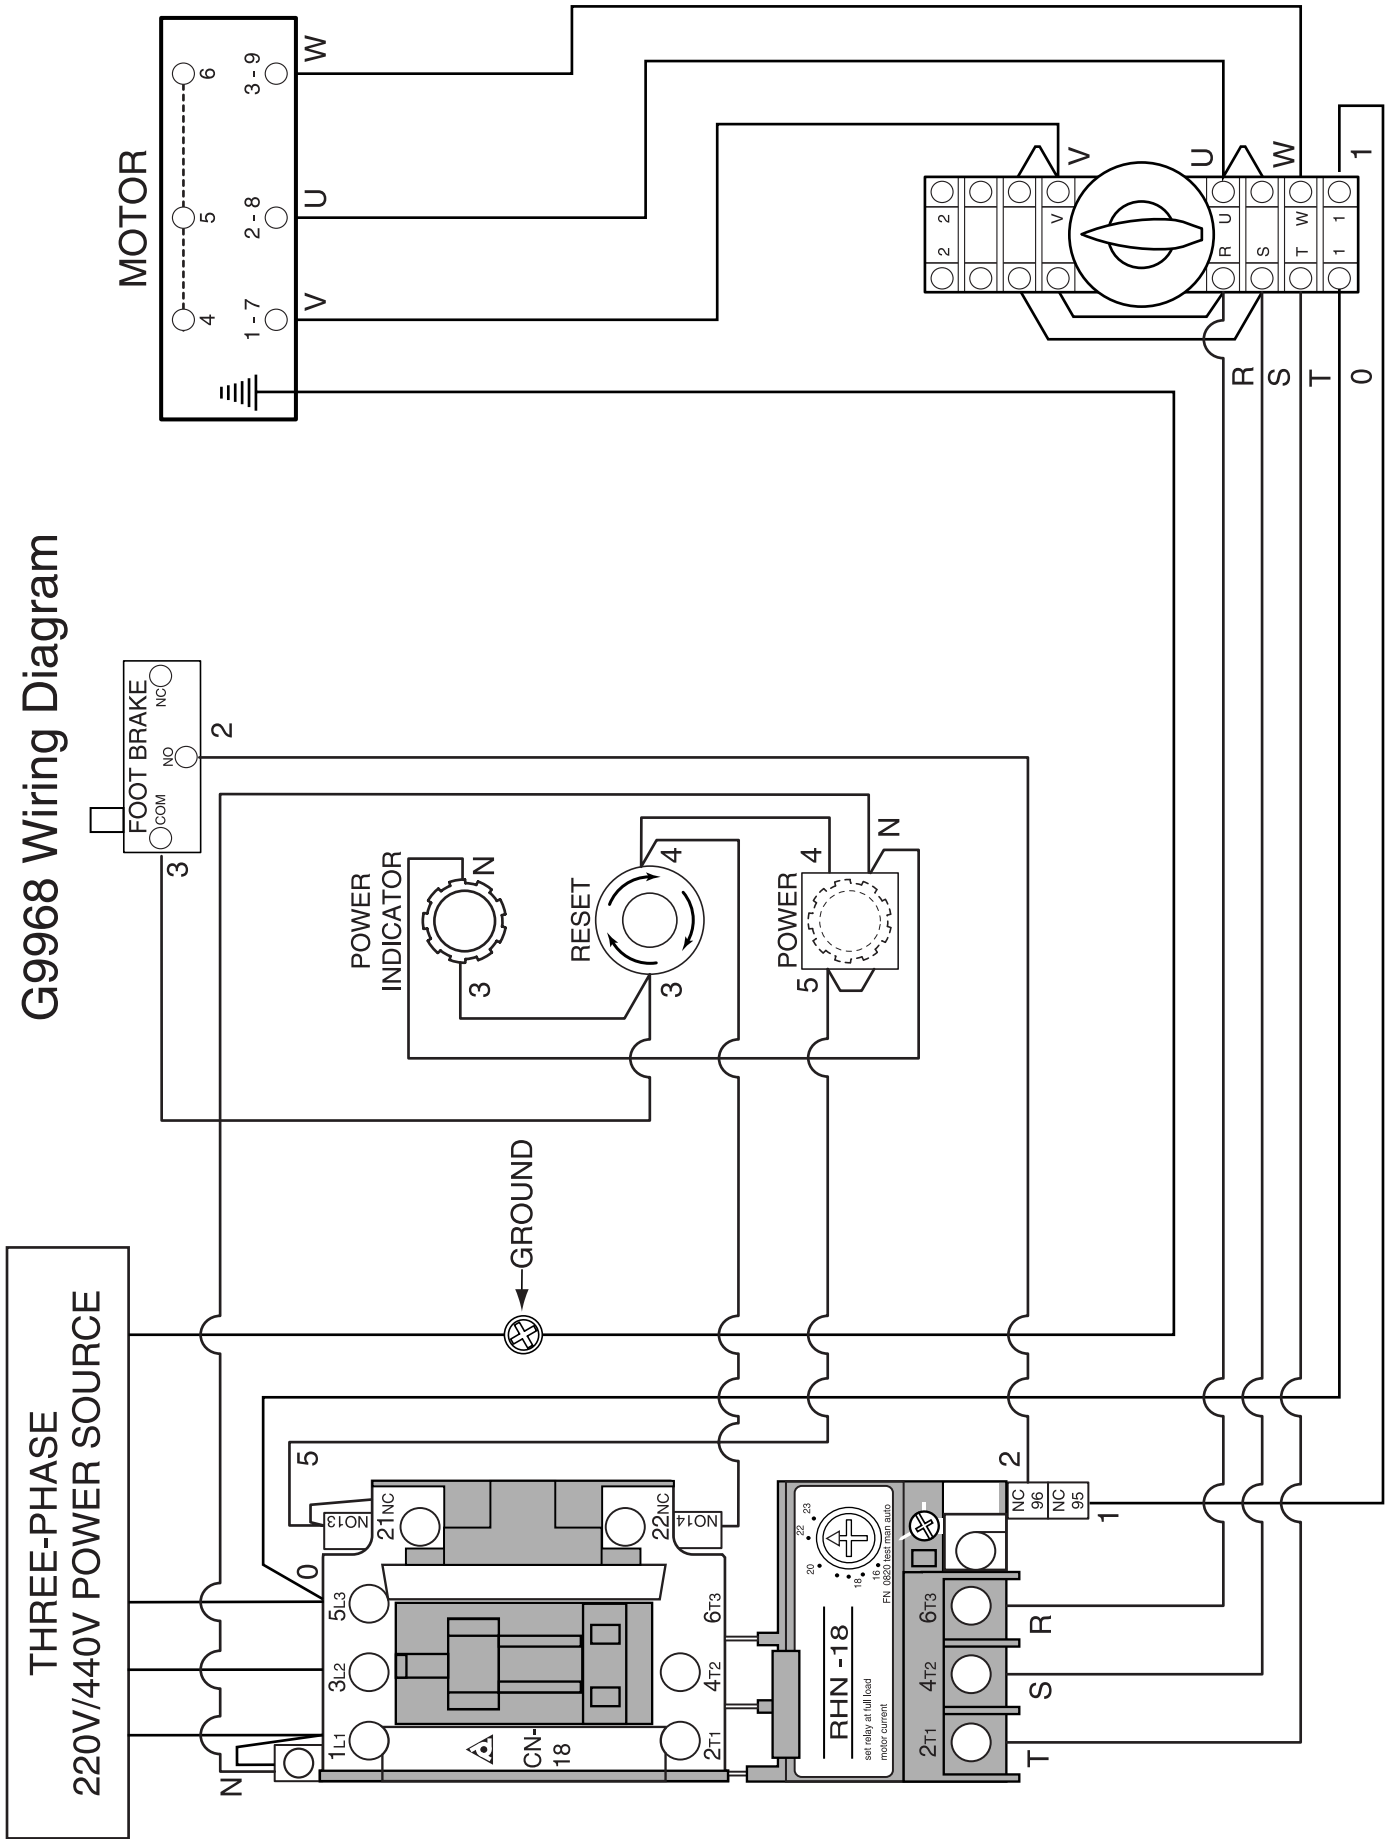 G9968 Wiring Diagram
THREE-PHASE
220V/440V POWER SOURCE
GROUND
FOOT BRAKE
COM
NO
NC
3
2
MOTOR
4
5
6
1 - 7
2 - 8
3 - 9
V
U
W
POWER
INDICATOR
3
N
RESET
3
4
POWER
5
4
N
N
0
5
1L1
3L2
5L3
NO13
21NC
CN-
18
2T1
4T2
6T3
22NC
NO14
RHN -18
set relay at full load
motor current
16
18
20
22
23
FN 0820 test man auto
2T1
4T2
6T3
NC
96
NC
95
2
1
T
S
R
V
U
W
1
2 2
V
R U
S
T W
1 1
R
S
T
0